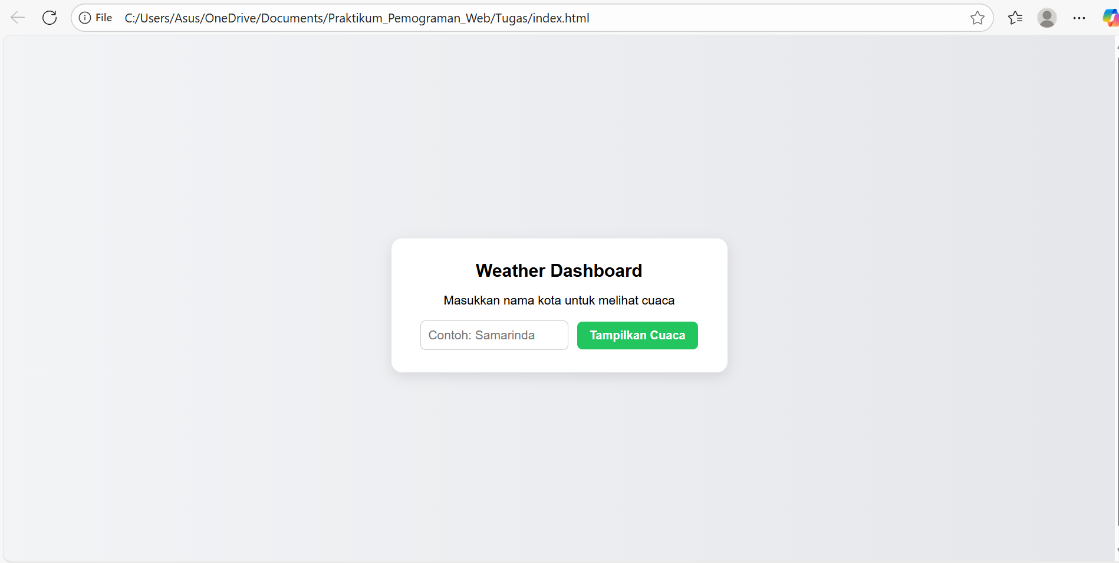 File C:/Users/Asus/OneDrive/Documents/Praktikum_Pemograman_Web/Tugas/index.html
Weather Dashboard
Masukkan nama kota untuk melihat cuaca
Contoh: Samarinda Tampilkan Cuaca